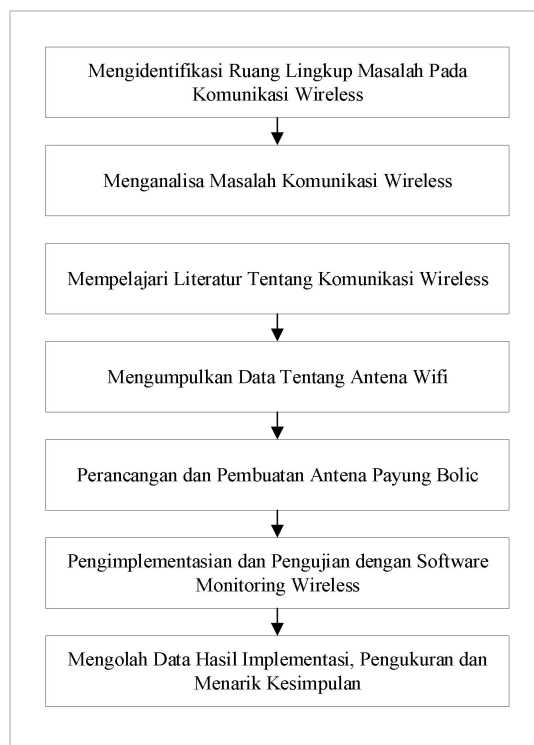 Mengidentifikasi Ruang Lingkup Masalah Pada
Komunikasi Wireless
Menganalisa Masalah Komunikasi Wireless
Mempelajari Literatur Tentang Komunikasi Wireless
Mengumpulkan Data Tentang Antena Wifi
Perancangan dan Pembuatan Antena Payung Bolic
Pengimplementasian dan Pengujian dengan Software
Monitoring Wireless
Mengolah Data Hasil Implementasi, Pengukuran dan
Menarik Kesimpulan